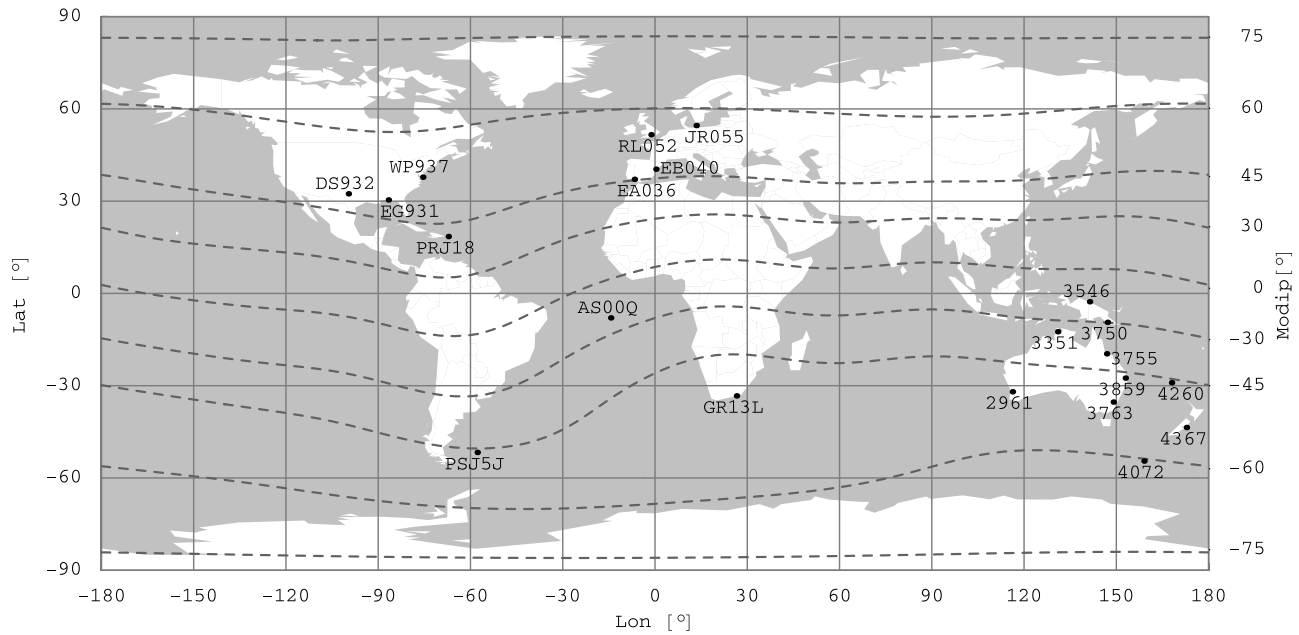 90
75
60
60
RL052
JR055
WP937
DS932
EB040
45
EA036
30
EG931
30
PRJ18
Lat [°]
0
0
Modip[°]
3546
AS00Q
3750
3351
-30
3755
-30
3859
-45
4260
GR13L
2961
3763
4367
PSJ5J
4072
-60
-60
-75
-90
-180 -150 -120 -90 -60 -30 0 30 60 90 120 150 180
Lon [°]